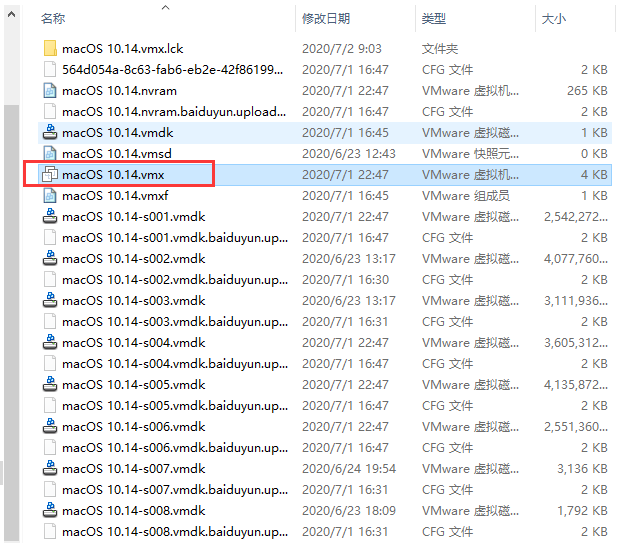 名称 修改日期 类型 大小
macOS 10.14.vmx.lck 2020/7/2 9:03 文件夹
564d054a-8c63-fab6-eb2e-42f86199... 2020/7/1 16:47 CFG 文件 2 KB
macOS 10.14.nvram 2020/7/1 22:47 VMware 虚拟机... 265 KB
macOS 10.14.nvram.baiduyun.upload... 2020/7/1 16:47 CFG 文件 2 KB
macOS 10.14.vmdk 2020/7/1 16:45 VMware 虚拟磁... 1 KB
macOS 10.14.vmsd 2020/6/23 12:43 VMware 快照元... 0 KB
macOS 10.14.vmx 2020/7/1 22:47 VMware 虚拟机... 4 KB
macOS 10.14.vmxf 2020/7/1 16:45 VMware 组成员 1 KB
macOS 10.14-s001.vmdk 2020/7/1 22:47 VMware 虚拟磁... 2,542,272...
macOS 10.14-s001.vmdk.baiduyun.up... 2020/7/1 16:47 CFG 文件 2 KB
macOS 10.14-s002.vmdk 2020/6/23 13:17 VMware 虚拟磁... 4,077,760...
macOS 10.14-s002.vmdk.baiduyun.up... 2020/7/1 16:30 CFG 文件 2 KB
macOS 10.14-s003.vmdk 2020/6/23 13:17 VMware 虚拟磁... 3,111,936...
macOS 10.14-s003.vmdk.baiduyun.up... 2020/7/1 16:31 CFG 文件 2 KB
macOS 10.14-s004.vmdk 2020/7/1 22:47 VMware 虚拟磁... 3,605,312...
macOS 10.14-s004.vmdk.baiduyun.up... 2020/7/1 16:47 CFG 文件 2 KB
macOS 10.14-s005.vmdk 2020/7/1 22:47 VMware 虚拟磁... 4,135,872...
macOS 10.14-s005.vmdk.baiduyun.up... 2020/7/1 16:47 CFG 文件 2 KB
macOS 10.14-s006.vmdk 2020/7/1 22:47 VMware 虚拟磁... 2,551,360...
macOS 10.14-s006.vmdk.baiduyun.up... 2020/7/1 16:47 CFG 文件 2 KB
macOS 10.14-s007.vmdk 2020/6/24 19:54 VMware 虚拟磁... 3,136 KB
macOS 10.14-s007.vmdk.baiduyun.up... 2020/7/1 16:31 CFG 文件 2 KB
macOS 10.14-s008.vmdk 2020/6/23 18:09 VMware 虚拟磁... 1,792 KB
macOS 10.14-s008.vmdk.baiduyun.up... 2020/7/1 16:31 CFG 文件 2 KB